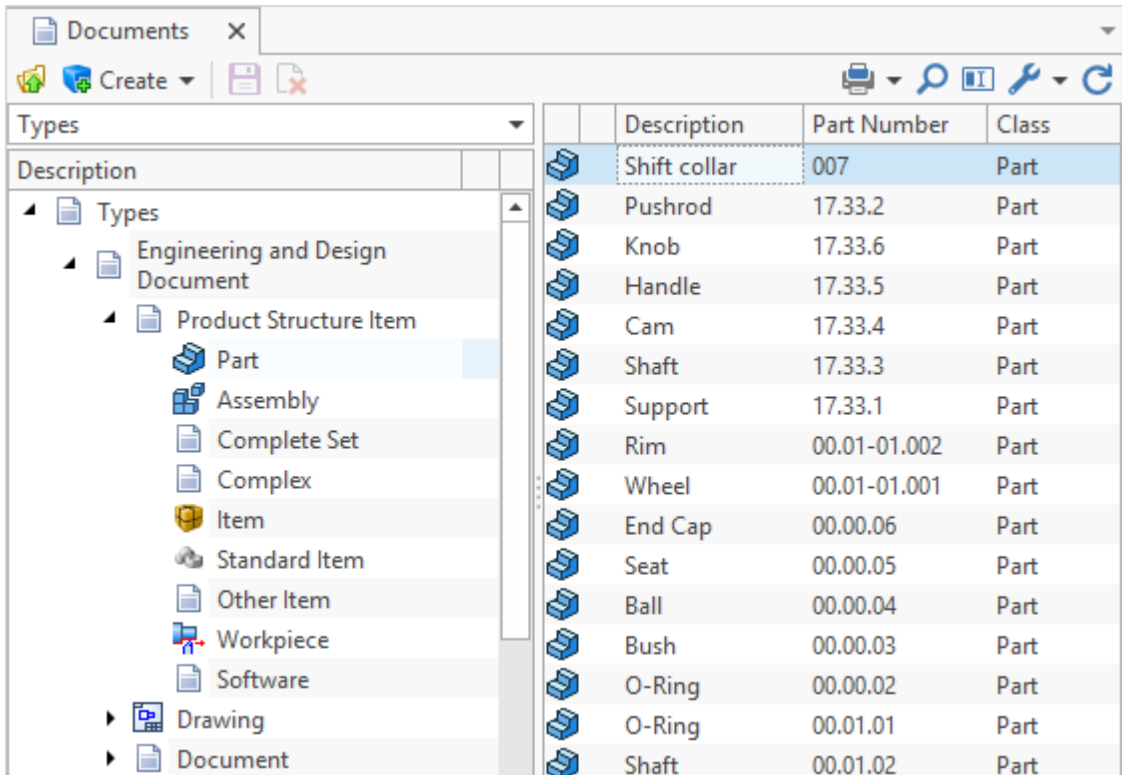 Documents
Create
Types
Description
Types
Engineering and Design
Document
Product Structure Item
Part
Assembly
Complete Set
Complex
Item
Standard Item
Other Item
Workpiece
Software
Drawing
Document
Description Part Number Class
Shift collar 007 Part
Pushrod 17.33.2 Part
Knob 17.33.6 Part
Handle 17.33.5 Part
Cam 17.33.4 Part
Shaft 17.33.3 Part
Support 17.33.1 Part
Rim 00.01-01.002 Part
Wheel 00.01-01.001 Part
End Cap 00.00.06 Part
Seat 00.00.05 Part
Ball 00.00.04 Part
Bush 00.00.03 Part
O-Ring 00.00.02 Part
O-Ring 00.01.01 Part
Shaft 00.01.02 Part